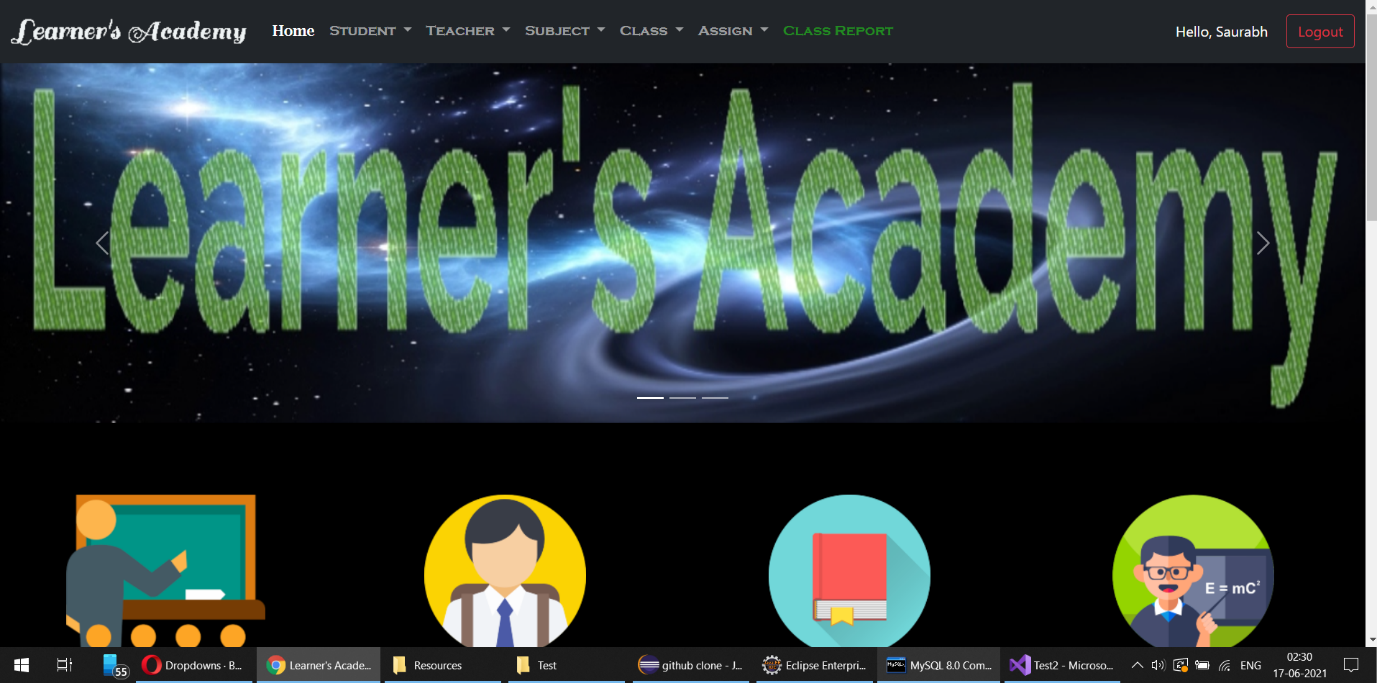 Learner's Academy Home Student Teacher Subject Class Assign Class Report Hello, Saurabh Logout
Learner's Academy
E = mC²
55 Dropdowns · B... Learner's Acade... Resources Test github clone - J... Eclipse Enterpri... MySQL 8.0 Com... Test2 - Microso... ENG 02:30
17-06-2021